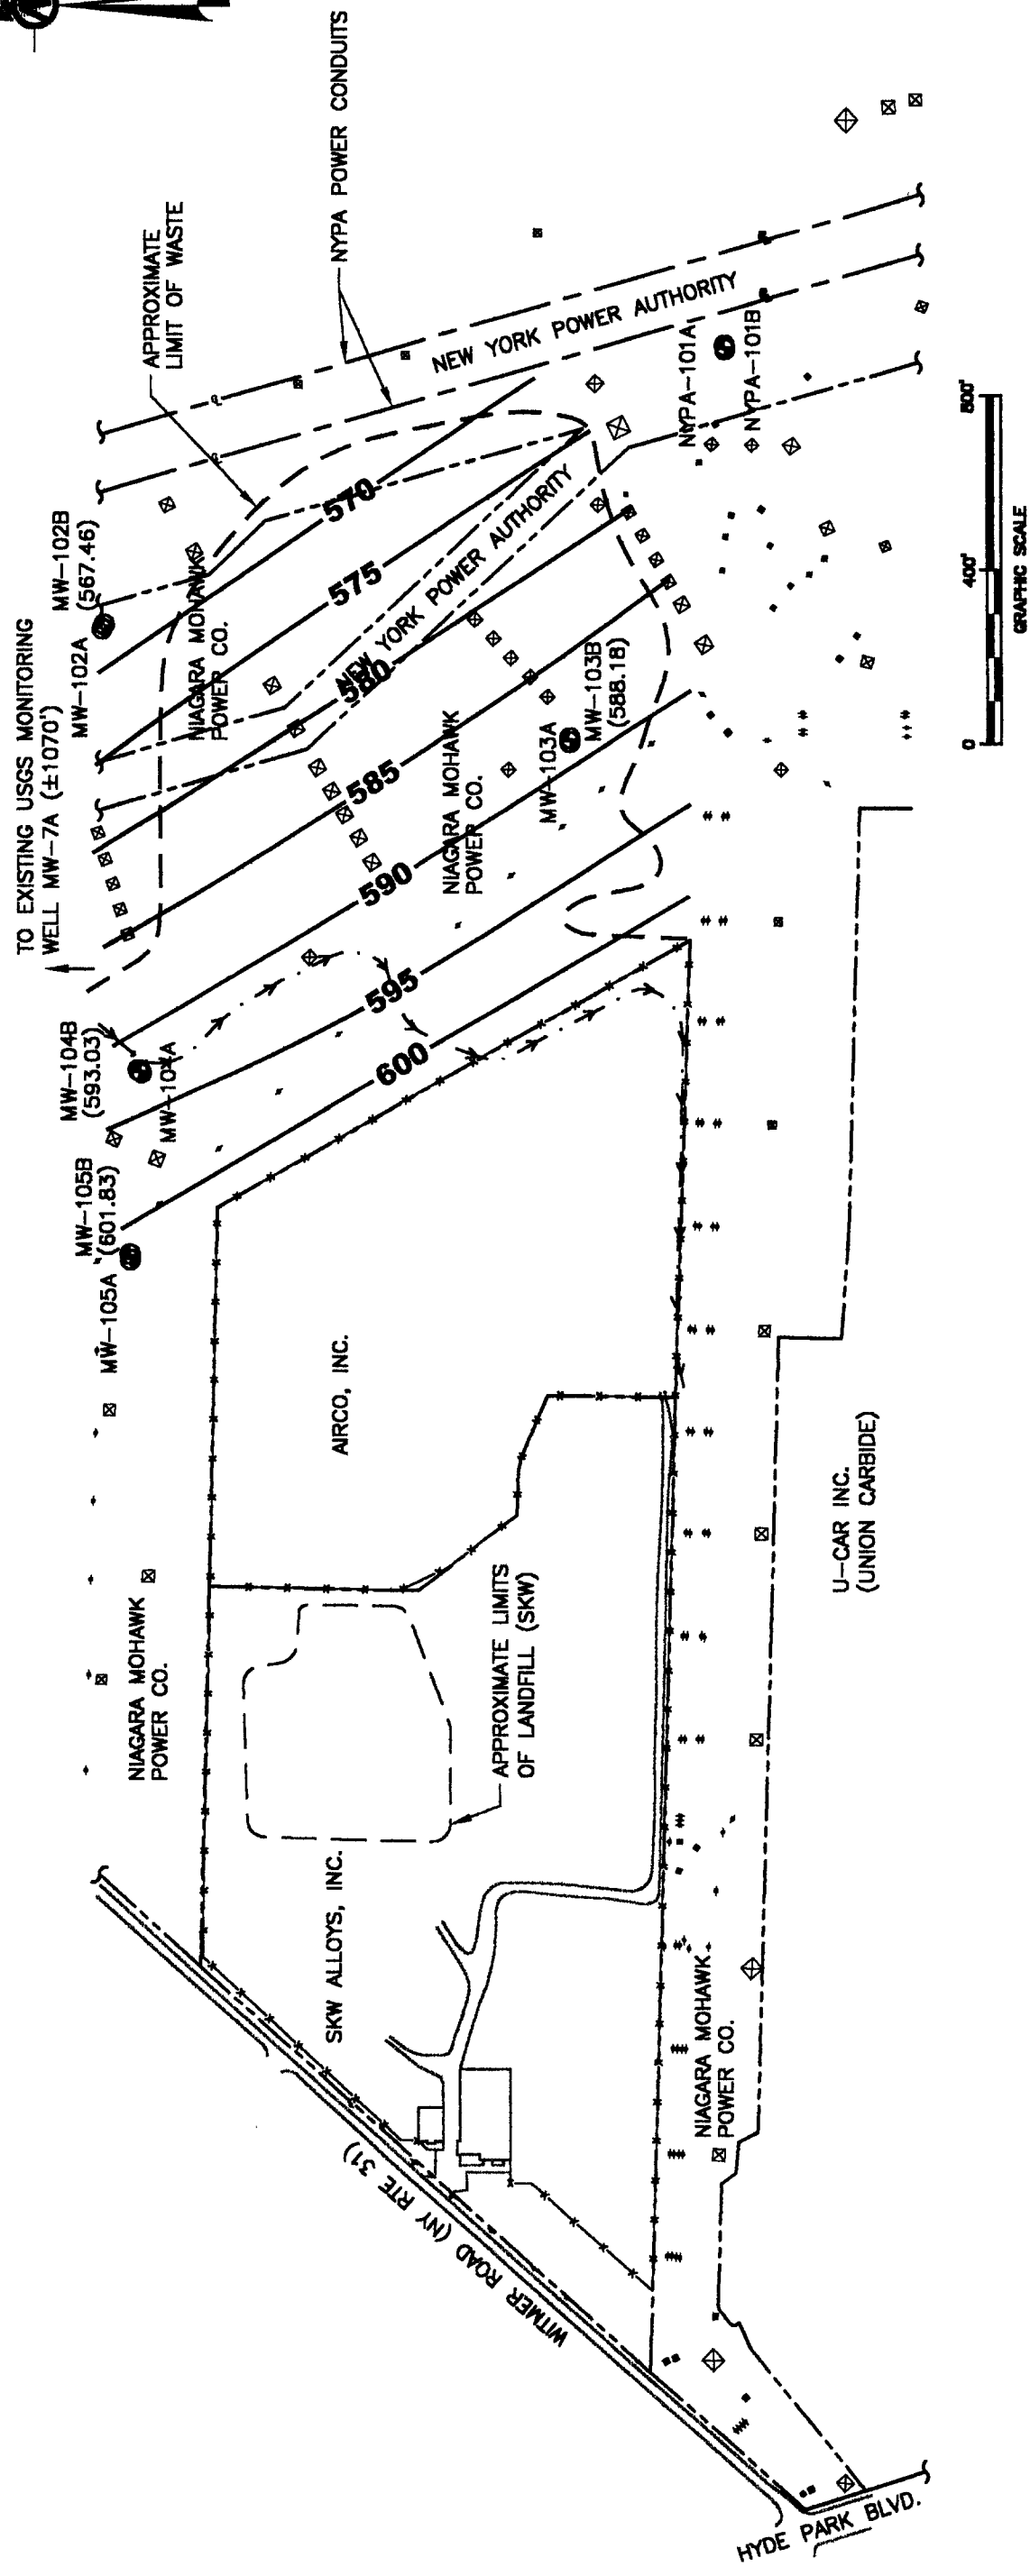 TO EXISTING USGS MONITORING
WELL MW-7A (±1070')
MW-102A
MW-102B
(567.46)
APPROXIMATE
LIMIT OF WASTE
NYPA POWER CONDUITS
MW-105A
MW-105B
(601.83)
MW-104B
(593.03)
MW-104A
NIAGARA MOHAWK
POWER CO.
NIAGARA MOHAWK
POWER CO.
570
575
580
585
590
595
600
NEW YORK POWER AUTHORITY
NEW YORK POWER AUTHORITY
NIAGARA MOHAWK
POWER CO.
MW-103A
MW-103B
(588.18)
NYPA-101A
NYPA-101B
AIRCO, INC.
SKW ALLOYS, INC.
APPROXIMATE LIMITS
OF LANDFILL (SKW)
WITMER ROAD (NY RTE 31)
NIAGARA MOHAWK
POWER CO.
U-CAR INC.
(UNION CARBIDE)
HYDE PARK BLVD.
0 400' 800'
GRAPHIC SCALE